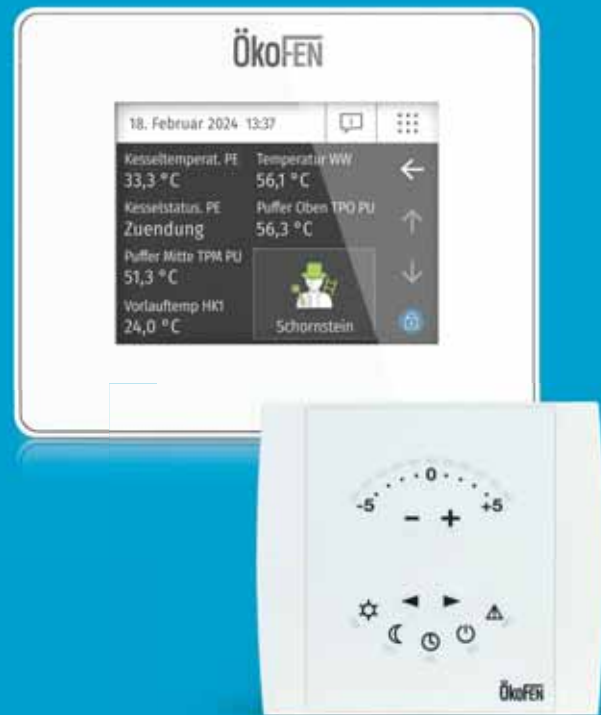 ÖkoFEN
18. Februar 2024 13:37
Kesseltemperat. PE
33,3 °C
Temperatur WW
56,1 °C
Kesselstatus. PE
Zuendung
Puffer Oben TPO PU
56,3 °C
Puffer Mitte TPM PU
51,3 °C
Vorlauftemp HK1
24,0 °C
Schornstein
0
-5 +5
- +
ÖkoFEN